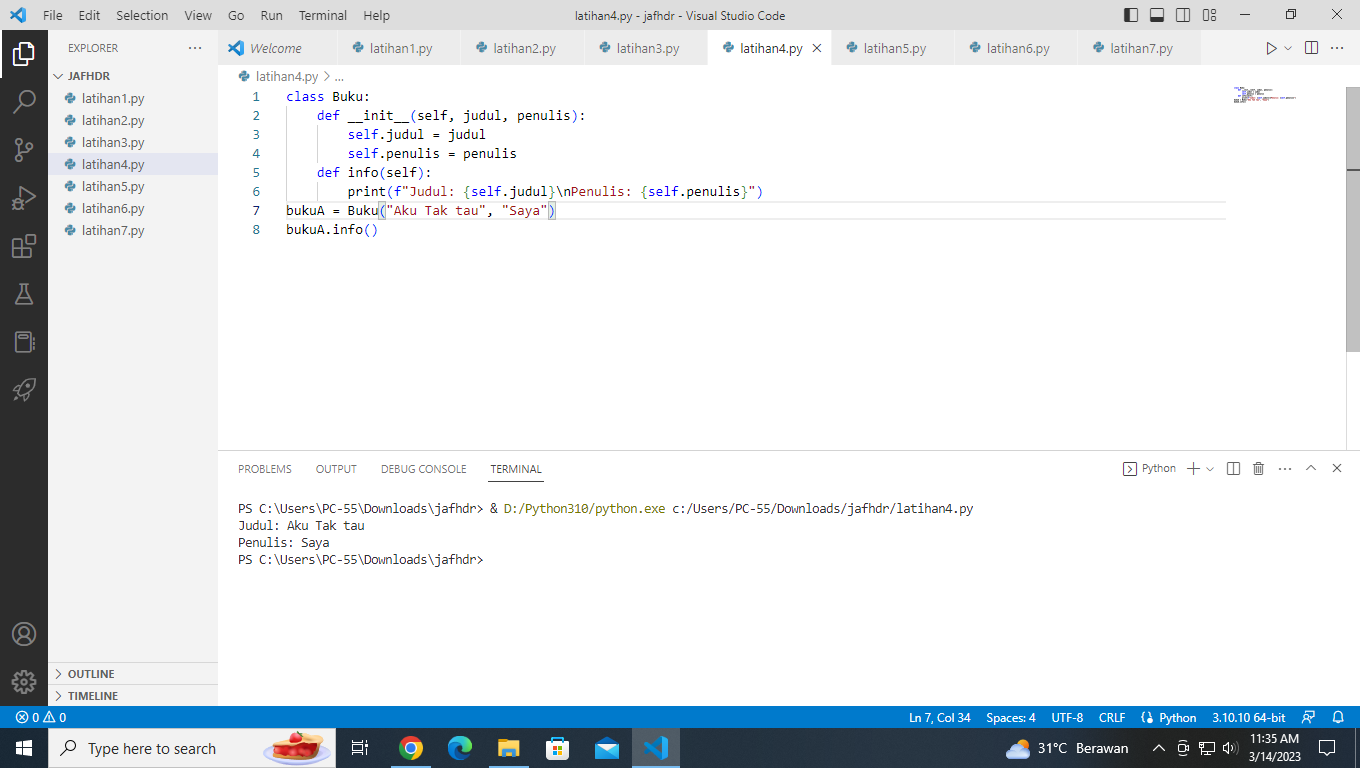 File Edit Selection View Go Run Terminal Help latihan4.py - jafhdr - Visual Studio Code
EXPLORER
JAFHDR
latihan1.py
latihan2.py
latihan3.py
latihan4.py
latihan5.py
latihan6.py
latihan7.py
OUTLINE
TIMELINE
Welcome latihan1.py latihan2.py latihan3.py latihan4.py latihan5.py latihan6.py latihan7.py
latihan4.py > ...
1 class Buku:
2     def __init__(self, judul, penulis):
3         self.judul = judul
4         self.penulis = penulis
5     def info(self):
6         print(f"Judul: {self.judul}\nPenulis: {self.penulis}")
7 bukuA = Buku("Aku Tak tau", "Saya")
8 bukuA.info()
PROBLEMS OUTPUT DEBUG CONSOLE TERMINAL Python
PS C:\Users\PC-55\Downloads\jafhdr> & D:/Python310/python.exe c:/Users/PC-55/Downloads/jafhdr/latihan4.py
Judul: Aku Tak tau
Penulis: Saya
PS C:\Users\PC-55\Downloads\jafhdr>
0 0 Ln 7, Col 34 Spaces: 4 UTF-8 CRLF Python 3.10.10 64-bit
Type here to search 31°C Berawan 11:35 AM
3/14/2023